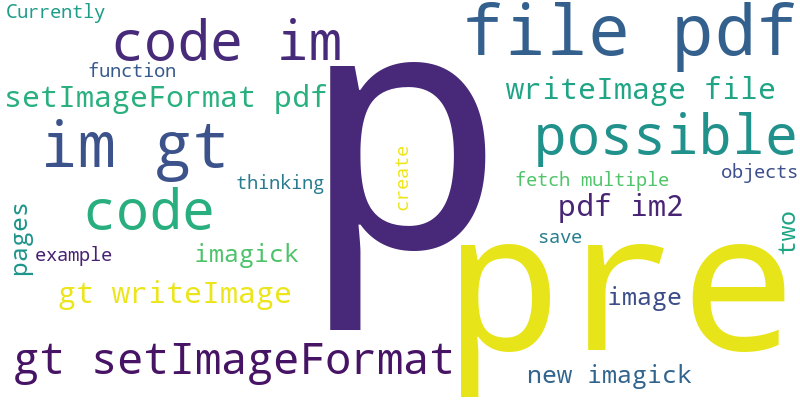 Currently
code im
file pdf
function
setImageFormat pdf
p
writeImage file
im gt
possible
create
thinking
fetch multiple
objects
code
pdf im2
pages
two
example
imagick
save
pre
gt writeImage
image
gt setImageFormat
new imagick